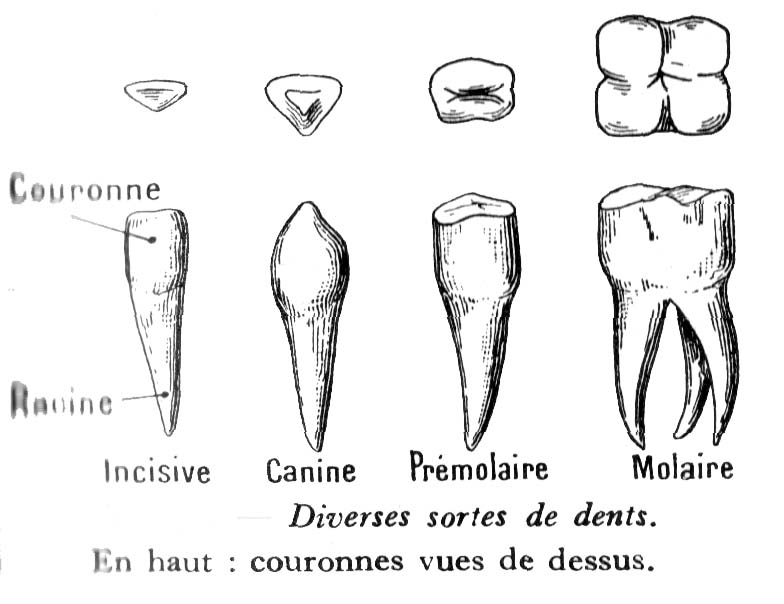 Couronne
Racine
Incisive Canine Prémolaire Molaire
Diverses sortes de dents.
En haut : couronnes vues de dessus.